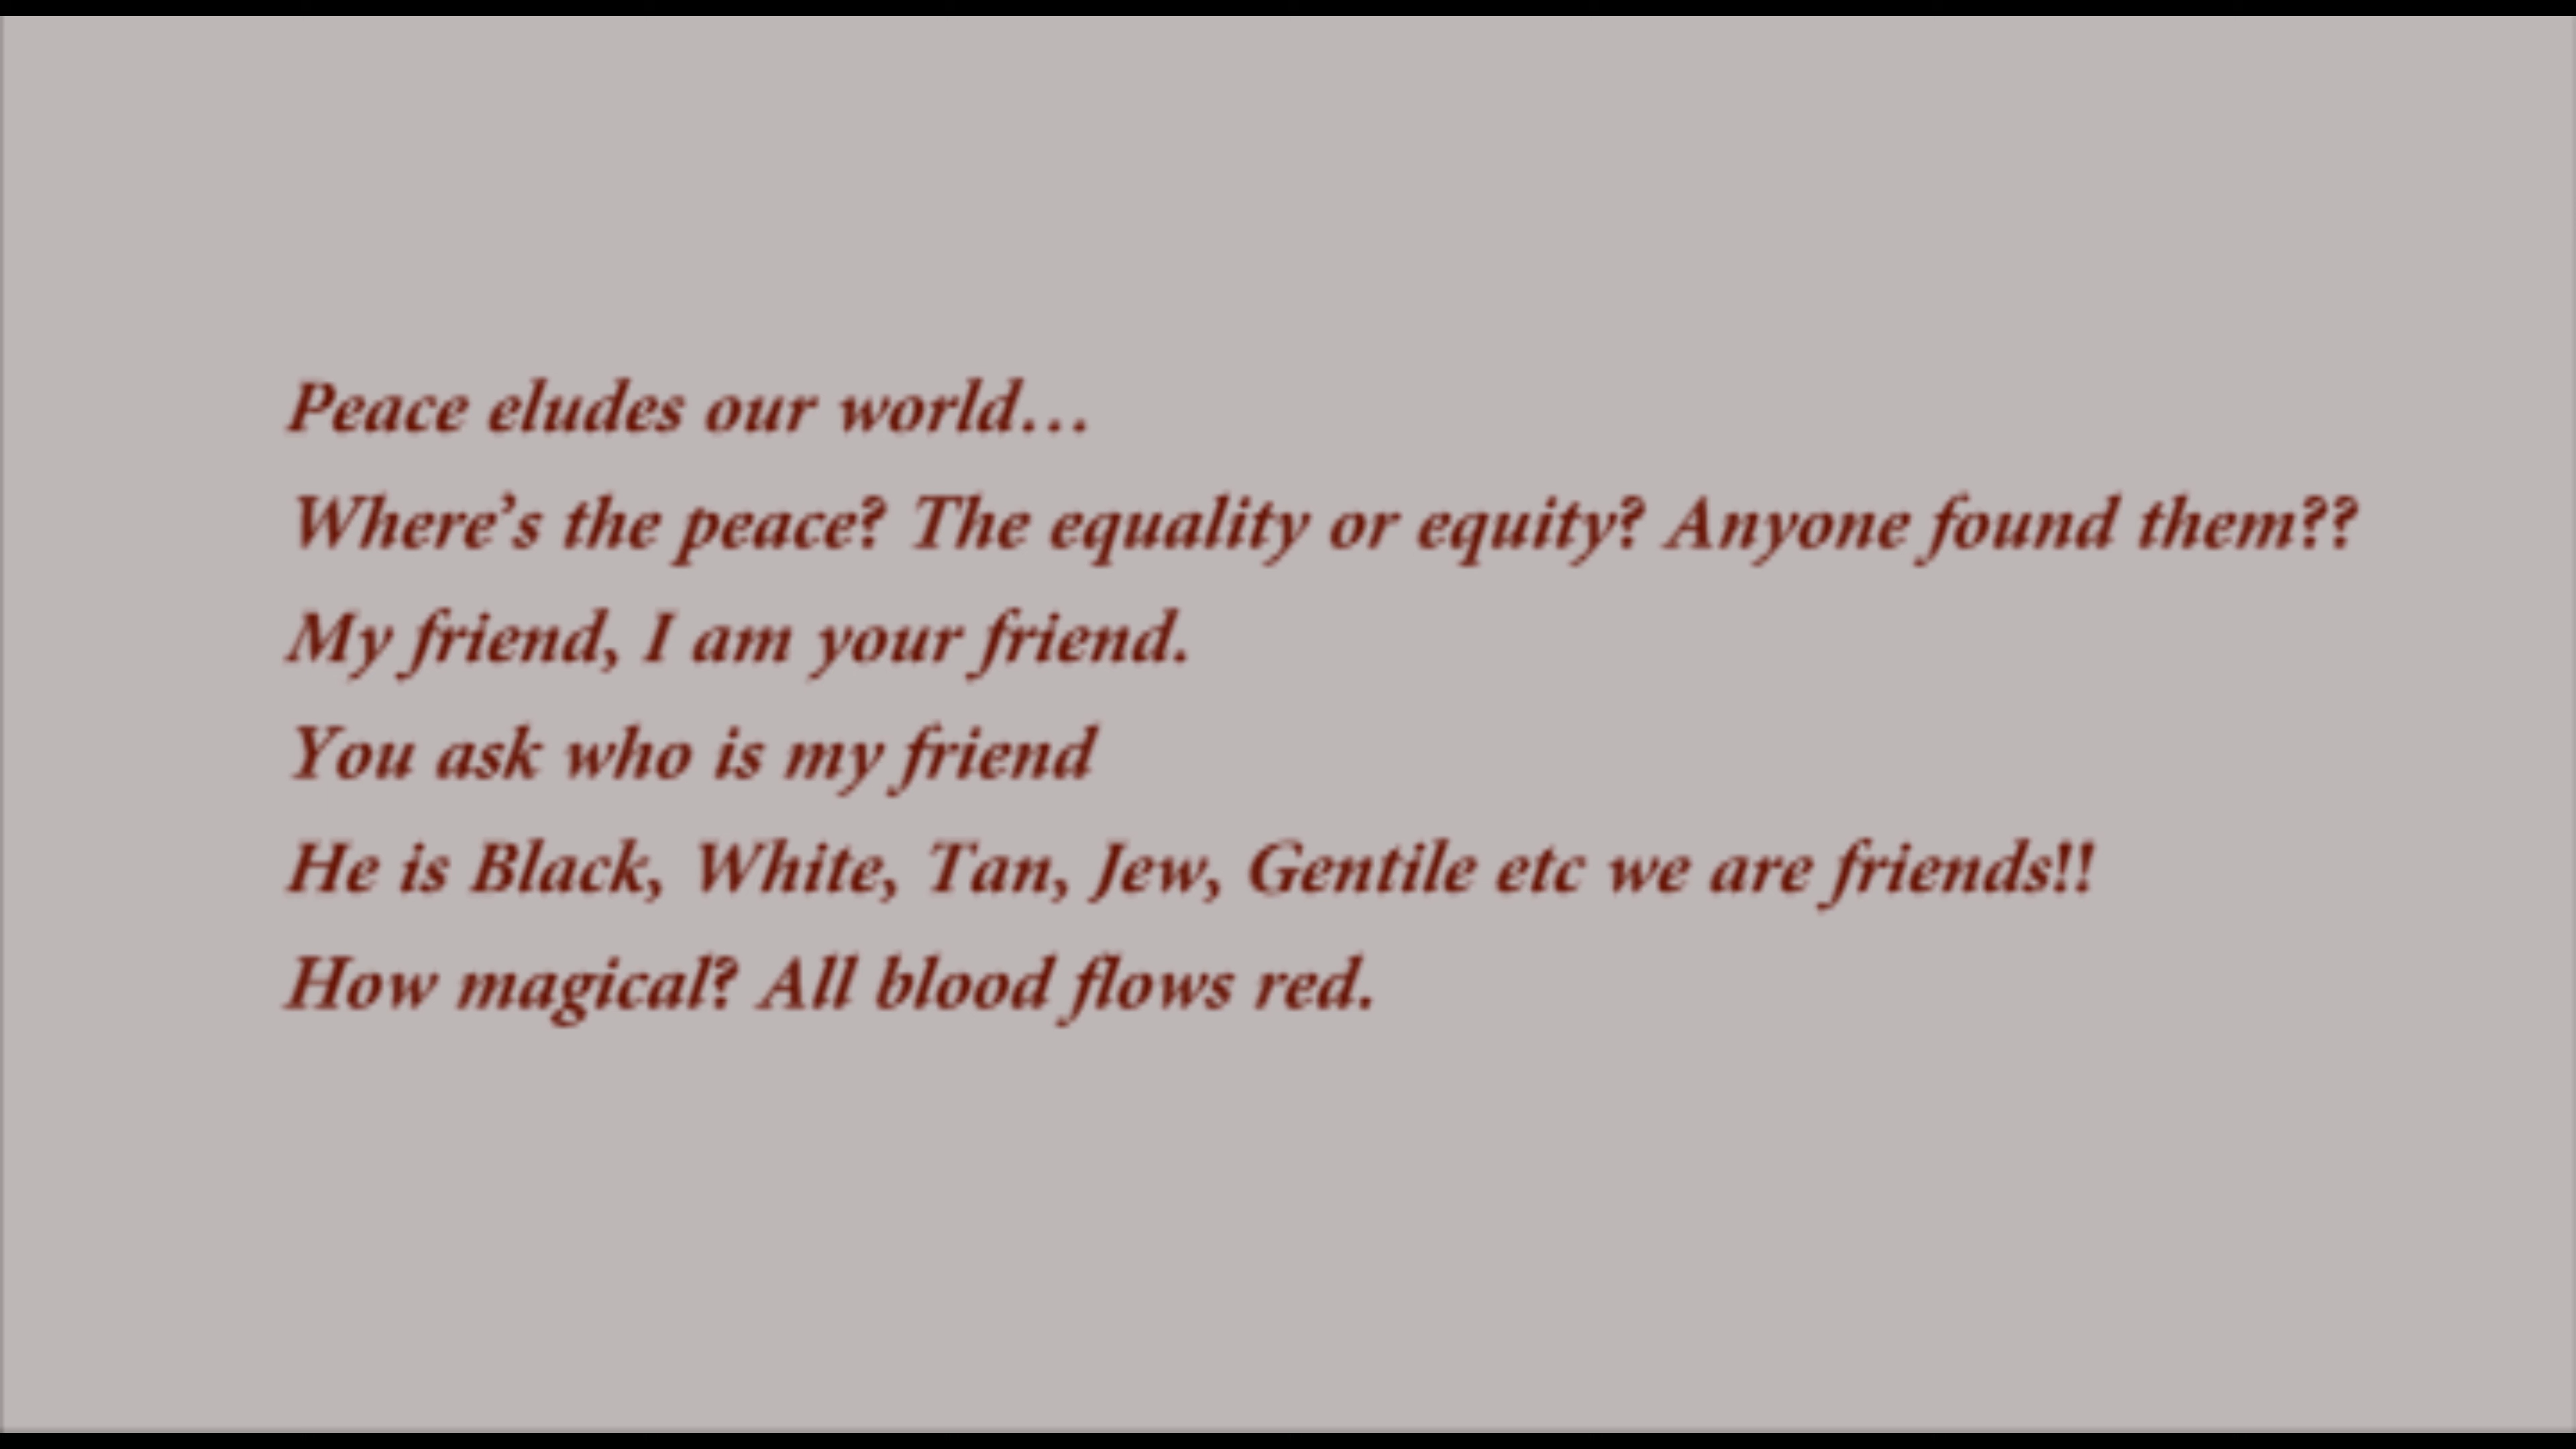 Peace eludes our world...
Where's the peace? The equality or equity? Anyone found them??
My friend, I am your friend.
You ask who is my friend
He is Black, White, Tan, Jew, Gentile etc we are friends!!
How magical? All blood flows red.